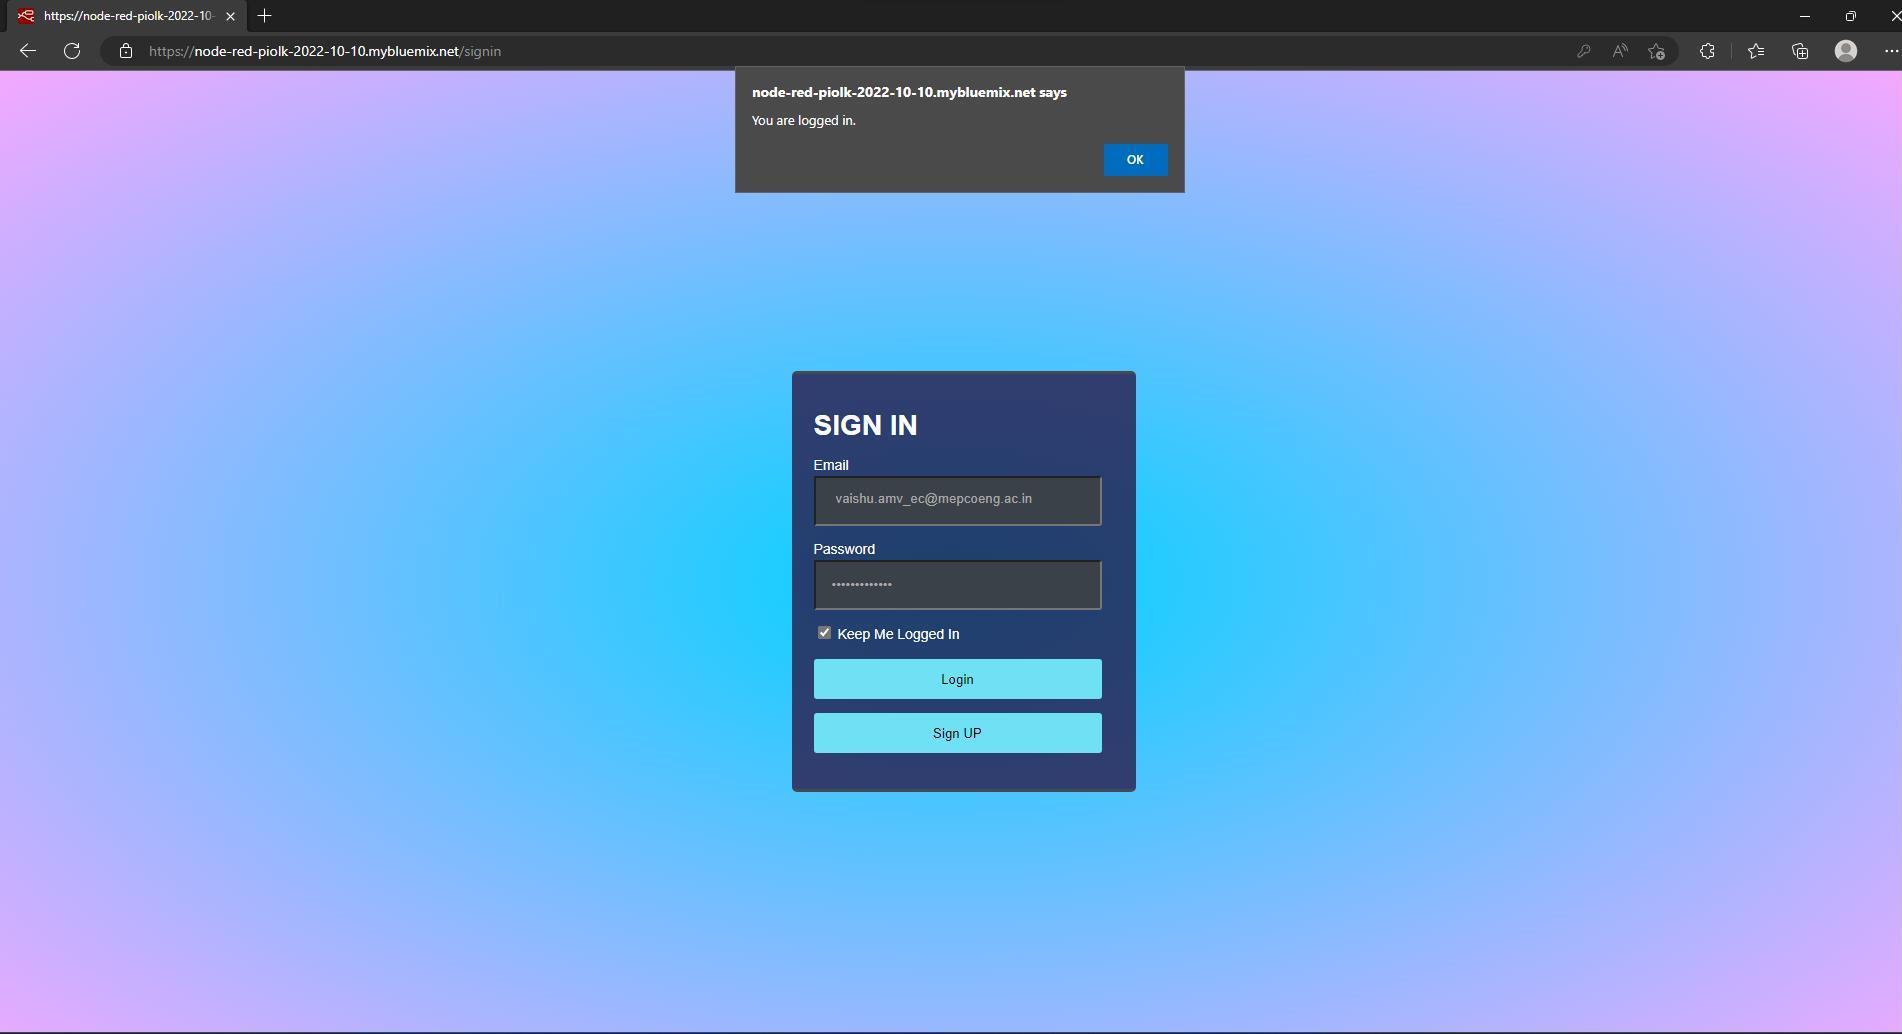 https://node-red-piolk-2022-10-
https://node-red-piolk-2022-10-10.mybluemix.net/signin
node-red-piolk-2022-10-10.mybluemix.net says
You are logged in.
OK
SIGN IN
Email
vaishu.amv_ec@mepcoeng.ac.in
Password
•••••••••••••
Keep Me Logged In
Login
Sign UP